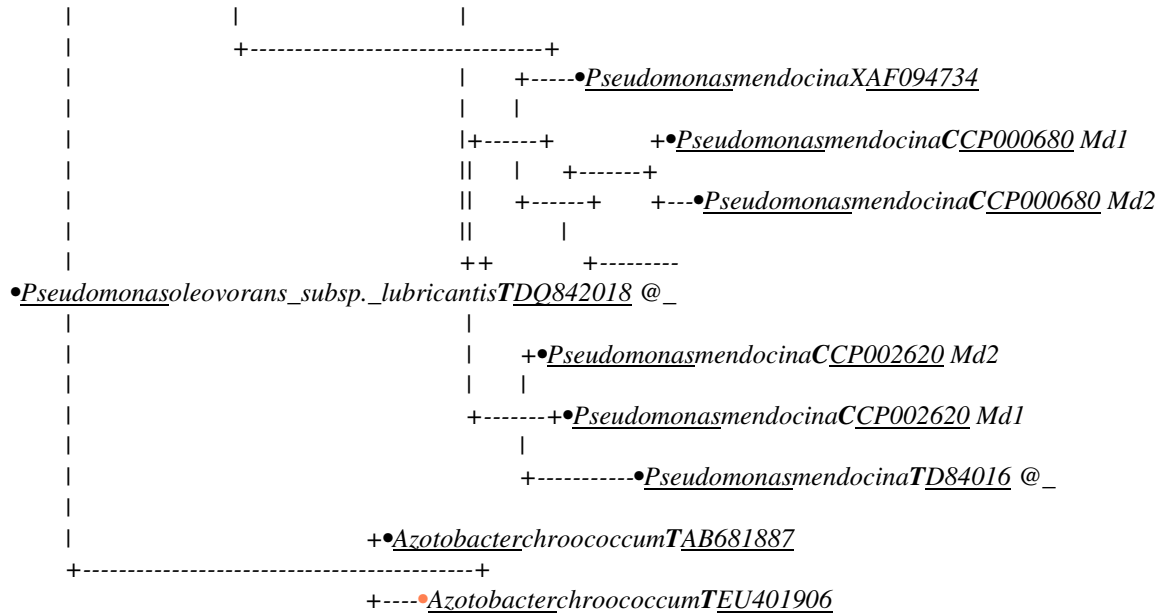 PseudomonasmendocinaXAF094734
PseudomonasmendocinaCCP000680 Md1
PseudomonasmendocinaCCP000680 Md2
Pseudomonasoleovorans_subsp._lubricantisTDQ842018 @_
PseudomonasmendocinaCCP002620 Md2
PseudomonasmendocinaCCP002620 Md1
PseudomonasmendocinaTD84016 @_
AzotobacterchroococcumTAB681887
AzotobacterchroococcumTEU401906